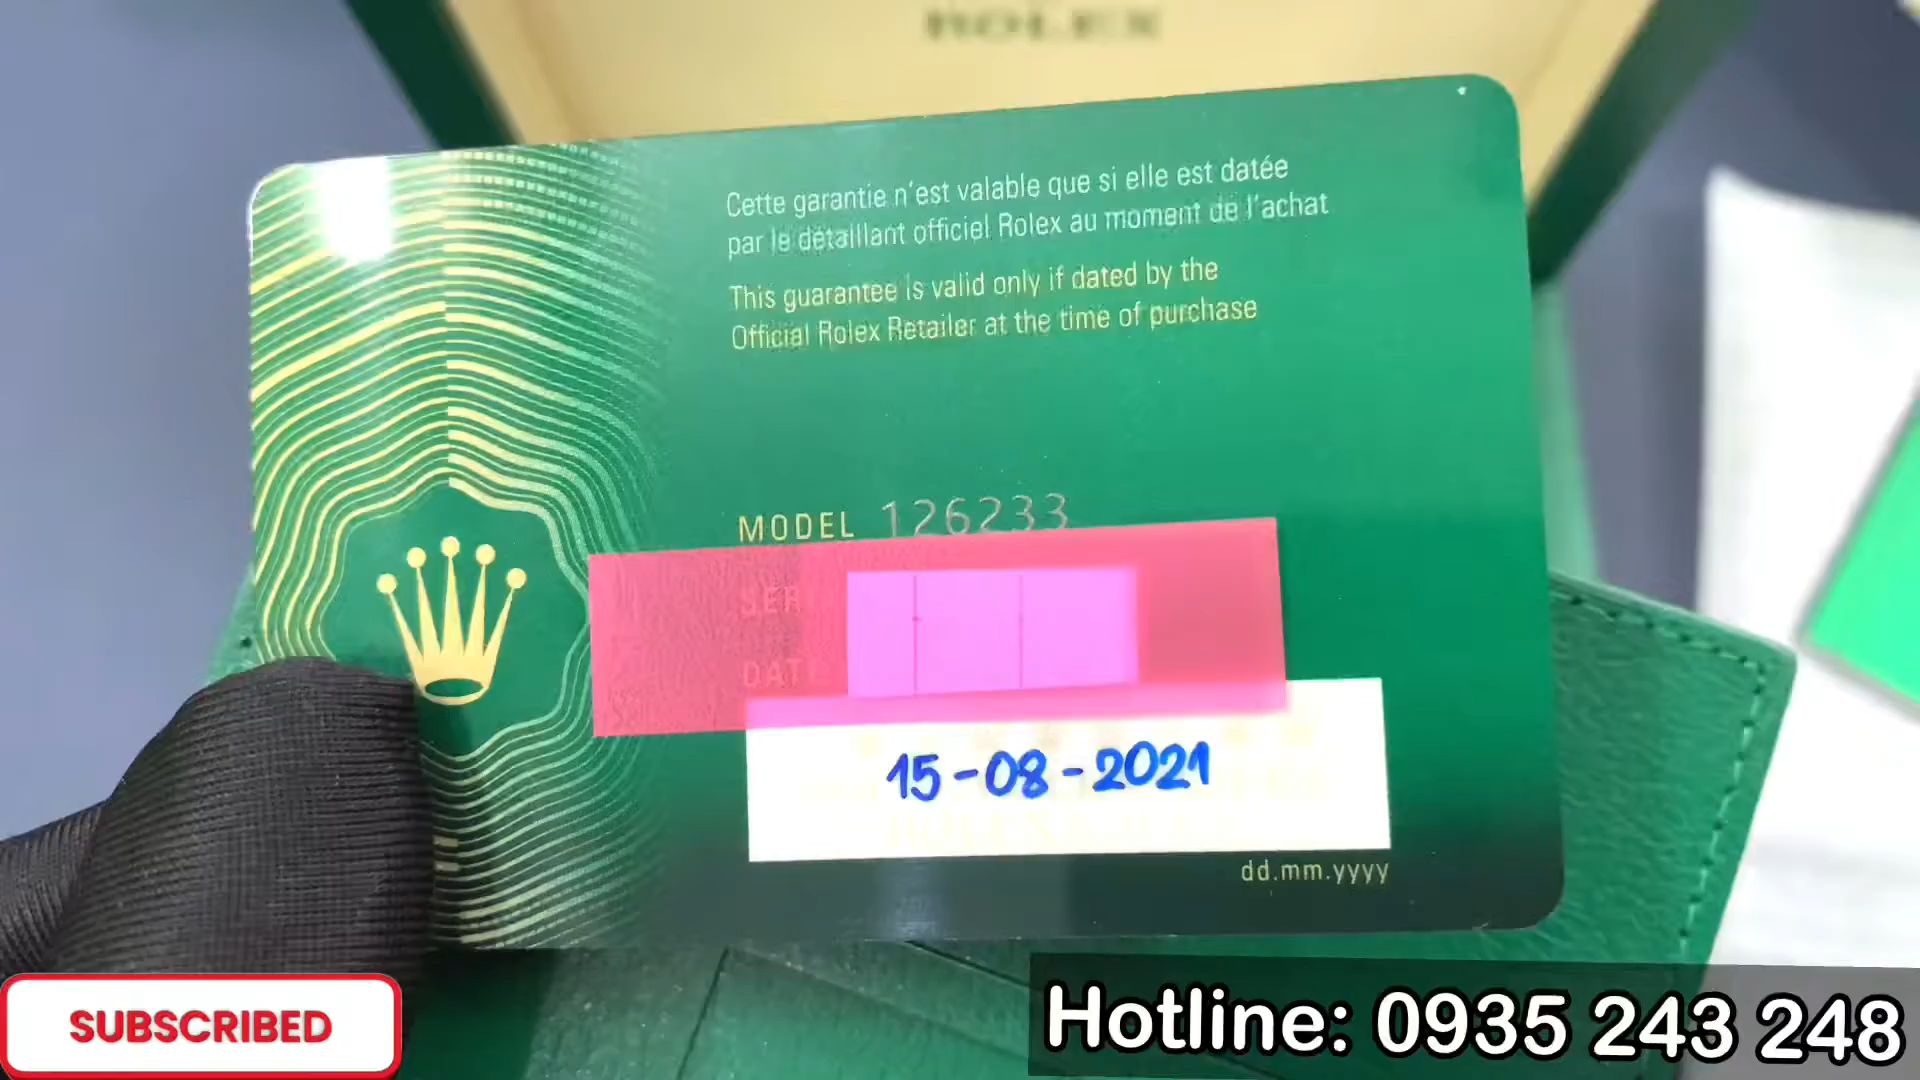 ROLEX
Cette garantie n'est valable que si elle est datée
par le détaillant officiel Rolex au moment de l'achat
This guarantee is valid only if dated by the
Official Rolex Retailer at the time of purchase
MODEL 126233
15-08-2021
dd.mm.yyyy
SUBSCRIBED
Hotline: 0935 243 248